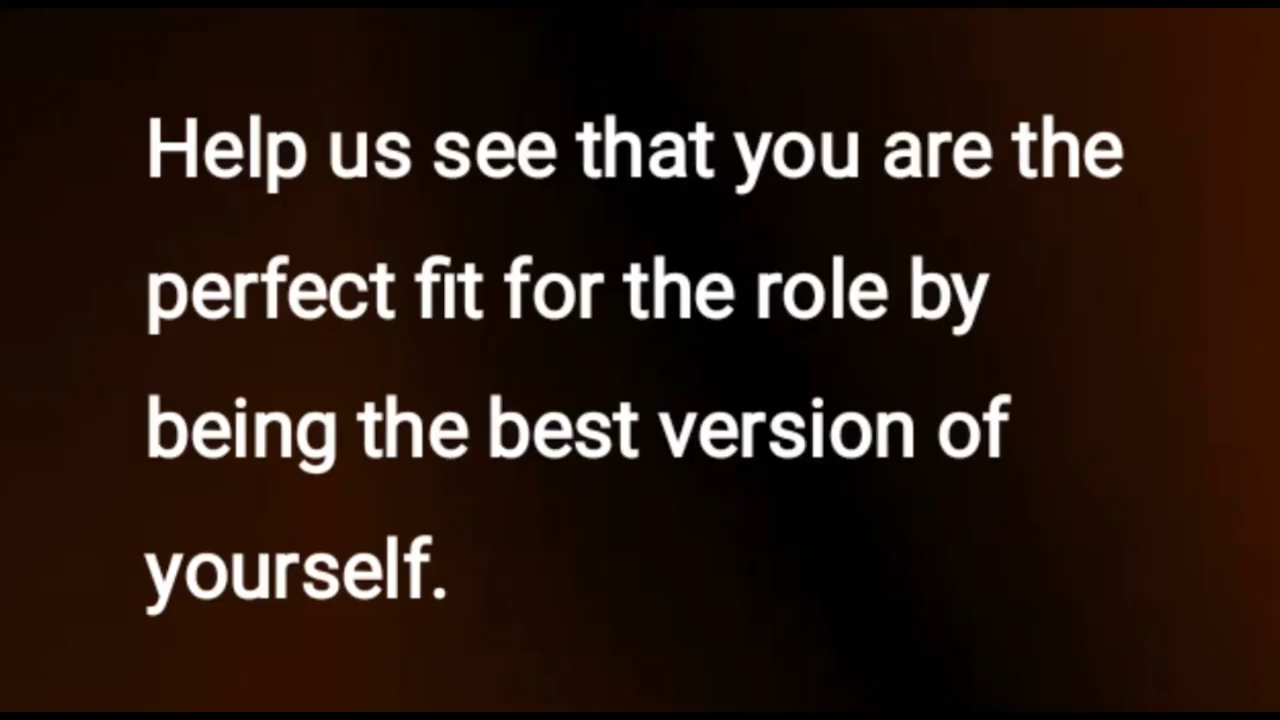 Help us see that you are the
perfect fit for the role by
being the best version of
yourself.